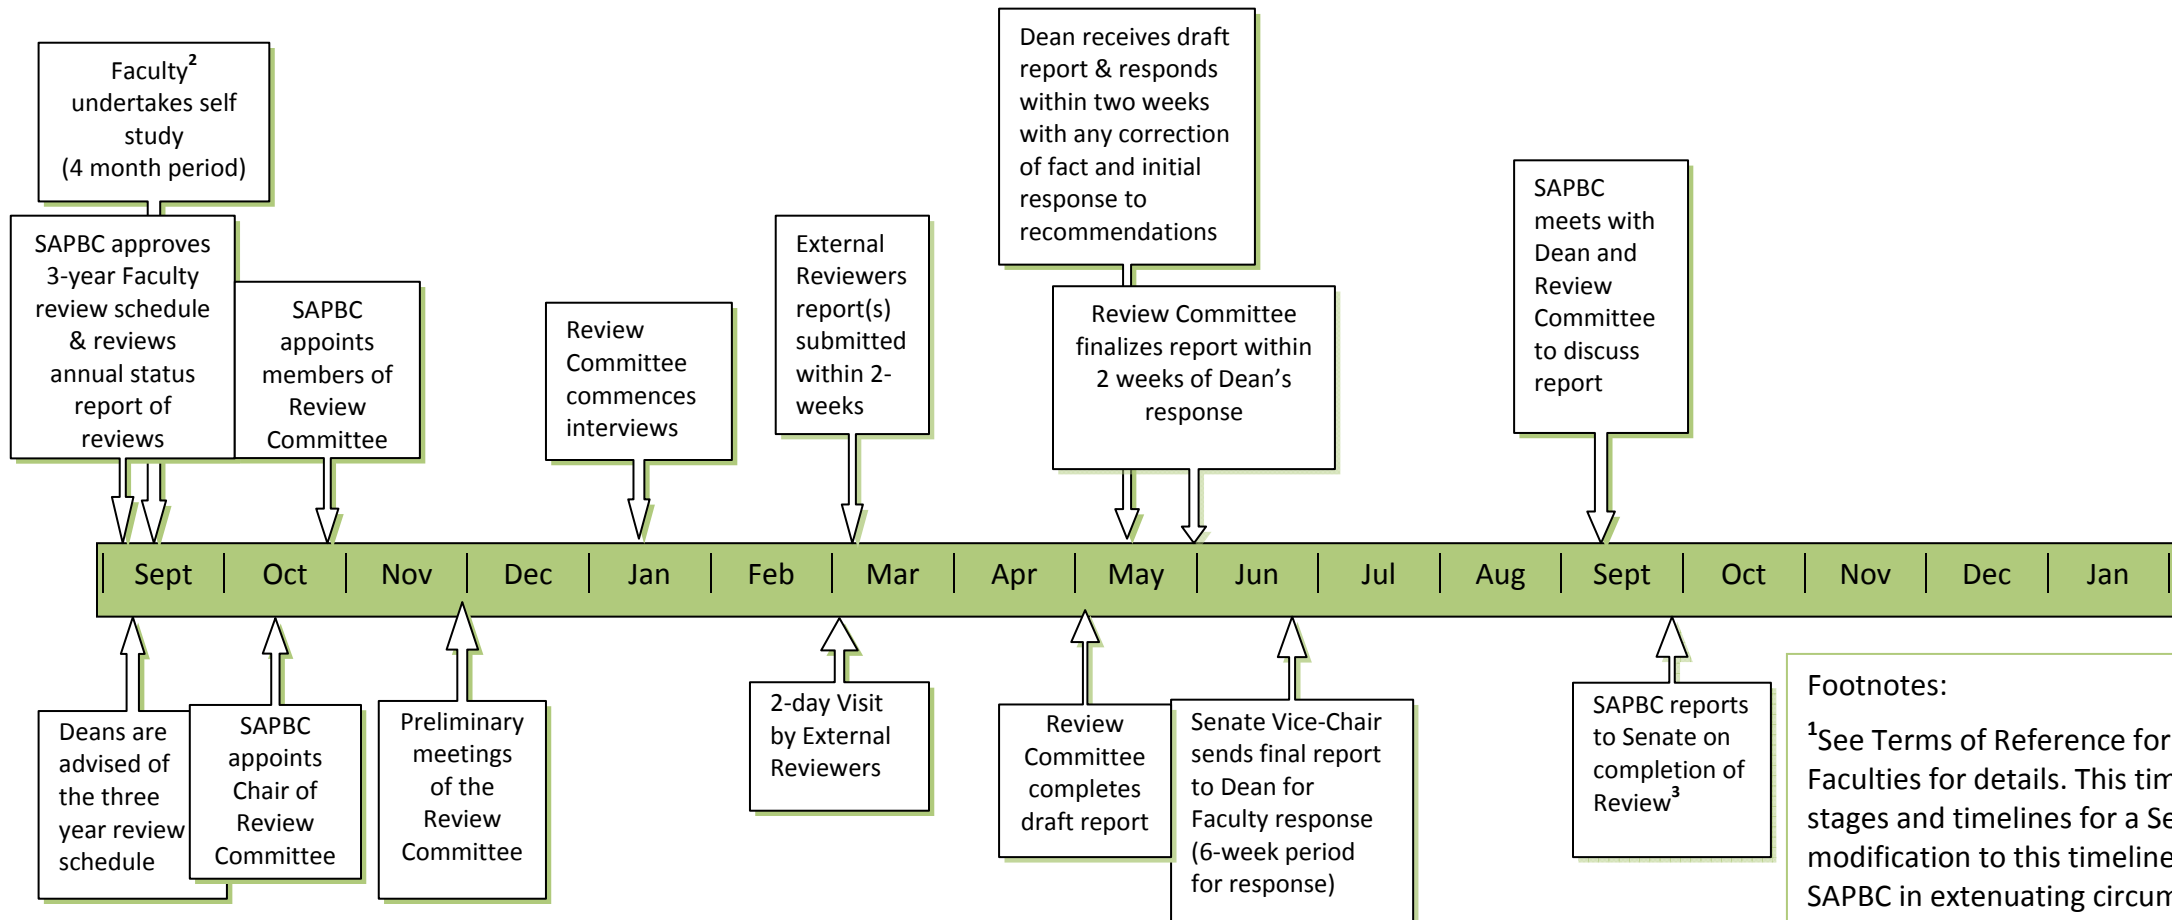 Faculty²
undertakes self
study
(4 month period)
SAPBC approves
3-year Faculty
review schedule
& reviews
annual status
report of
reviews
SAPBC
appoints
members of
Review
Committee
Review
Committee
commences
interviews
External
Reviewers
report(s)
submitted
within 2-
weeks
Dean receives draft
report & responds
within two weeks
with any correction
of fact and initial
response to
recommendations
Review Committee
finalizes report within
2 weeks of Dean’s
response
SAPBC
meets with
Dean and
Review
Committee
to discuss
report
Sept Oct Nov Dec Jan Feb Mar Apr May Jun Jul Aug Sept Oct Nov Dec Jan
Deans are
advised of
the three
year review
schedule
SAPBC
appoints
Chair of
Review
Committee
Preliminary
meetings
of the
Review
Committee
2-day Visit
by External
Reviewers
Review
Committee
completes
draft report
Senate Vice-Chair
sends final report
to Dean for
Faculty response
(6-week period
for response)
SAPBC reports
to Senate on
completion of
Review³
Footnotes:
¹See Terms of Reference for
Faculties for details. This
stages and timelines for a
modification to this timeline
SAPBC in extenuating